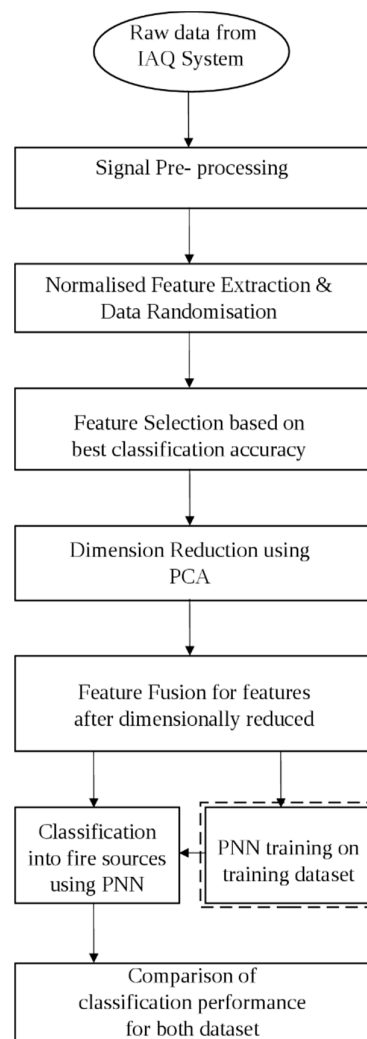 Raw data from
IAQ System
Signal Pre- processing
Normalised Feature Extraction &
Data Randomisation
Feature Selection based on
best classification accuracy
Dimension Reduction using
PCA
Feature Fusion for features
after dimensionally reduced
Classification
into fire sources
using PNN
PNN training on
training dataset
Comparison of
classification performance
for both dataset